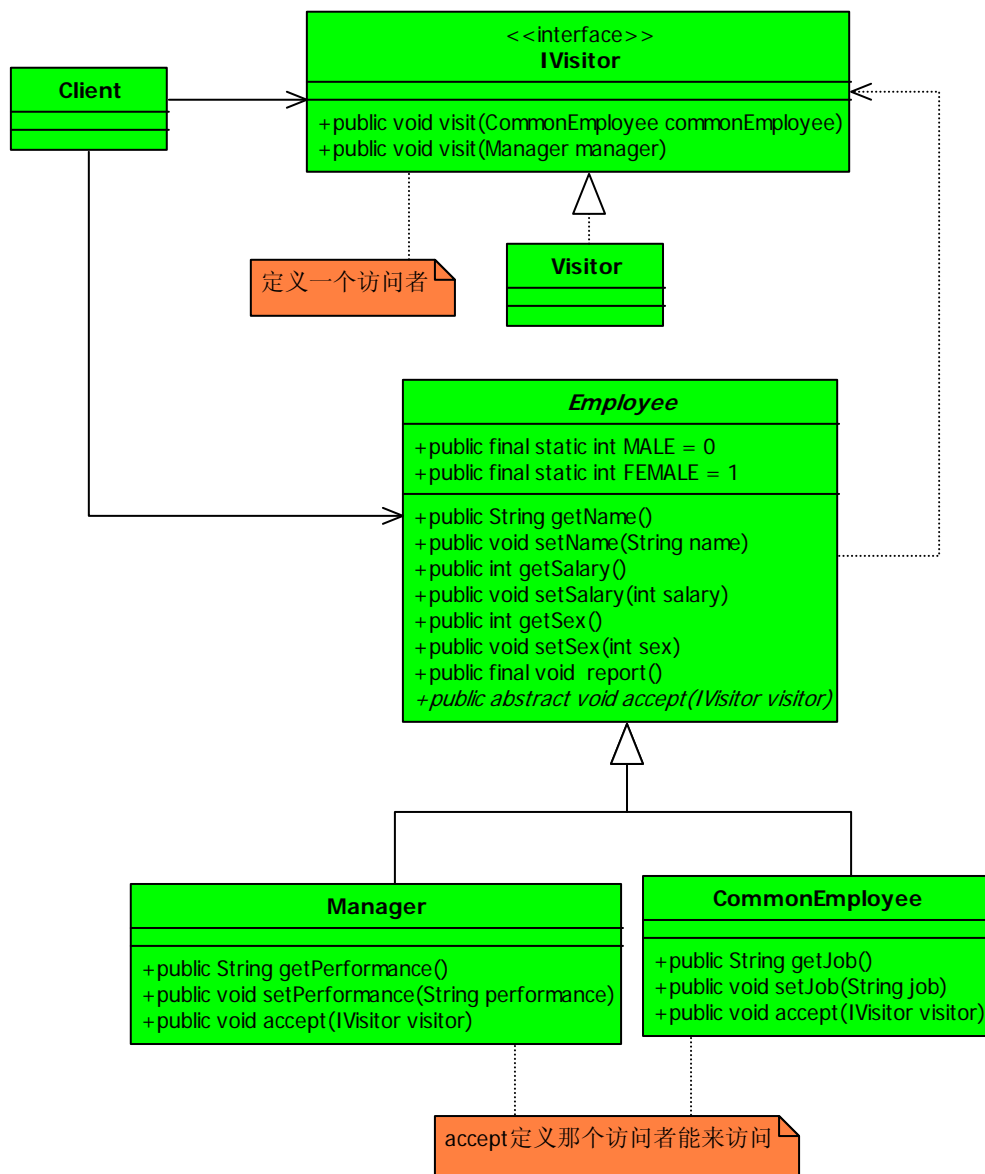 <<interface>>
IVisitor
Client
+public void visit(CommonEmployee commonEmployee)
+public void visit(Manager manager)
定义一个访问者
Visitor
Employee
+public final static int MALE = 0
+public final static int FEMALE = 1
+public String getName()
+public void setName(String name)
+public int getSalary()
+public void setSalary(int salary)
+public int getSex()
+public void setSex(int sex)
+public final void report()
+public abstract void accept(IVisitor visitor)
Manager
+public String getPerformance()
+public void setPerformance(String performance)
+public void accept(IVisitor visitor)
CommonEmployee
+public String getJob()
+public void setJob(String job)
+public void accept(IVisitor visitor)
accept定义那个访问者能来访问